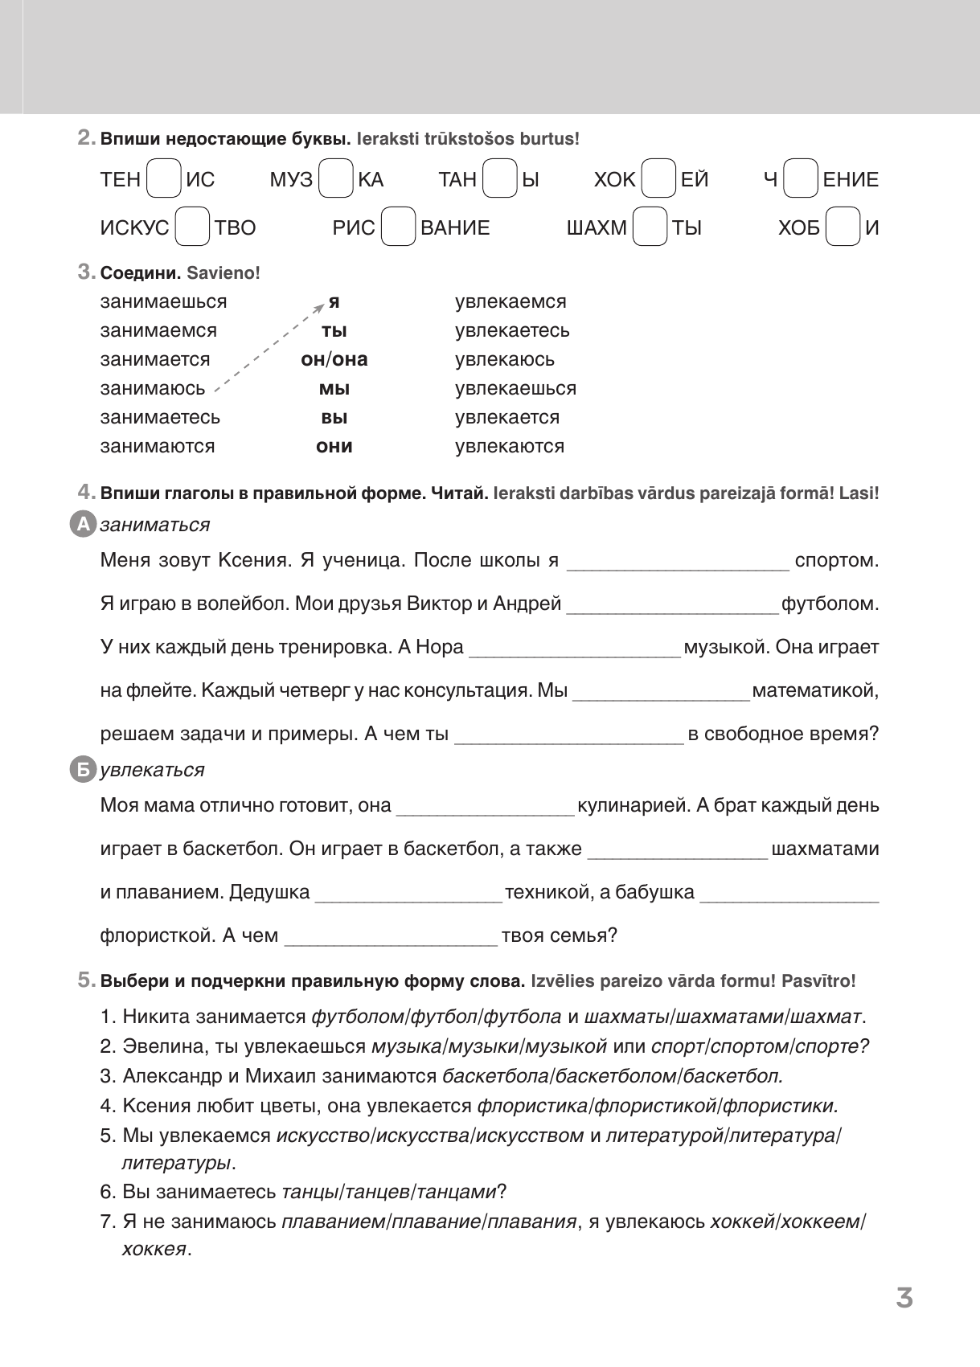 2. Впиши недостающие буквы. Ieraksti trūkstošos burtus!
ТЕН ИС МУЗ КА ТАН Ы ХОК ЕЙ Ч ЕНИЕ
ИСКУС ТВО РИС ВАНИЕ ШАХМ ТЫ ХОБ И
3. Соедини. Savieno!
занимаешься я увлекаемся
занимаемся ты увлекаетесь
занимается он/она увлекаюсь
занимаюсь мы увлекаешься
занимаетесь вы увлекается
занимаются они увлекаются
4. Впиши глаголы в правильной форме. Читай. Ieraksti darbības vārdus pareizajā formā! Lasi!
А заниматься
Меня зовут Ксения. Я ученица. После школы я ____ спортом.
Я играю в волейбол. Мои друзья Виктор и Андрей ____ футболом.
У них каждый день тренировка. А Нора ____ музыкой. Она играет
на флейте. Каждый четверг у нас консультация. Мы ____ математикой,
решаем задачи и примеры. А чем ты ____ в свободное время?
Б увлекаться
Моя мама отлично готовит, она ____ кулинарией. А брат каждый день
играет в баскетбол. Он играет в баскетбол, а также ____ шахматами
и плаванием. Дедушка ____ техникой, а бабушка ____
флористкой. А чем ____ твоя семья?
5. Выбери и подчеркни правильную форму слова. Izvēlies pareizo vārda formu! Pasvītro!
1. Никита занимается футболом/футбол/футбола и шахматы/шахматами/шахмат.
2. Эвелина, ты увлекаешься музыка/музыки/музыкой или спорт/спортом/спорте?
3. Александр и Михаил занимаются баскетбола/баскетболом/баскетбол.
4. Ксения любит цветы, она увлекается флористика/флористикой/флористики.
5. Мы увлекаемся искусство/искусства/искусством и литературой/литература/
литературы.
6. Вы занимаетесь танцы/танцев/танцами?
7. Я не занимаюсь плаванием/плавание/плавания, я увлекаюсь хоккей/хоккеем/
хоккея.
3